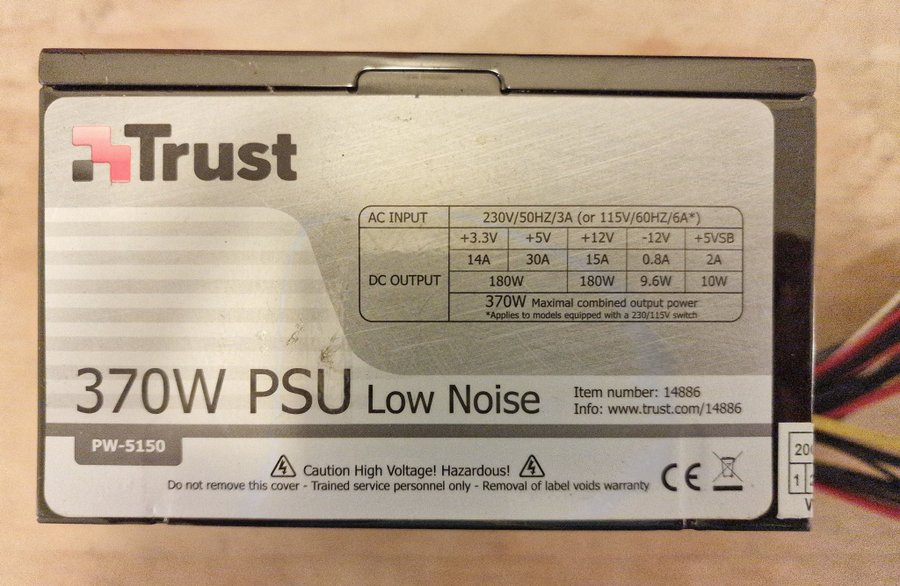 Trust
AC INPUT 230V/50HZ/3A (or 115V/60HZ/6A*)
DC OUTPUT
+3.3V +5V +12V -12V +5VSB
14A 30A 15A 0.8A 2A
180W 180W 9.6W 10W
370W Maximal combined output power
*Applies to models equipped with a 230/115V switch
370W PSU Low Noise
Item number: 14886
Info: www.trust.com/14886
PW-5150
Caution High Voltage! Hazardous!
Do not remove this cover - Trained service personnel only - Removal of label voids warranty
CE
20
1 2